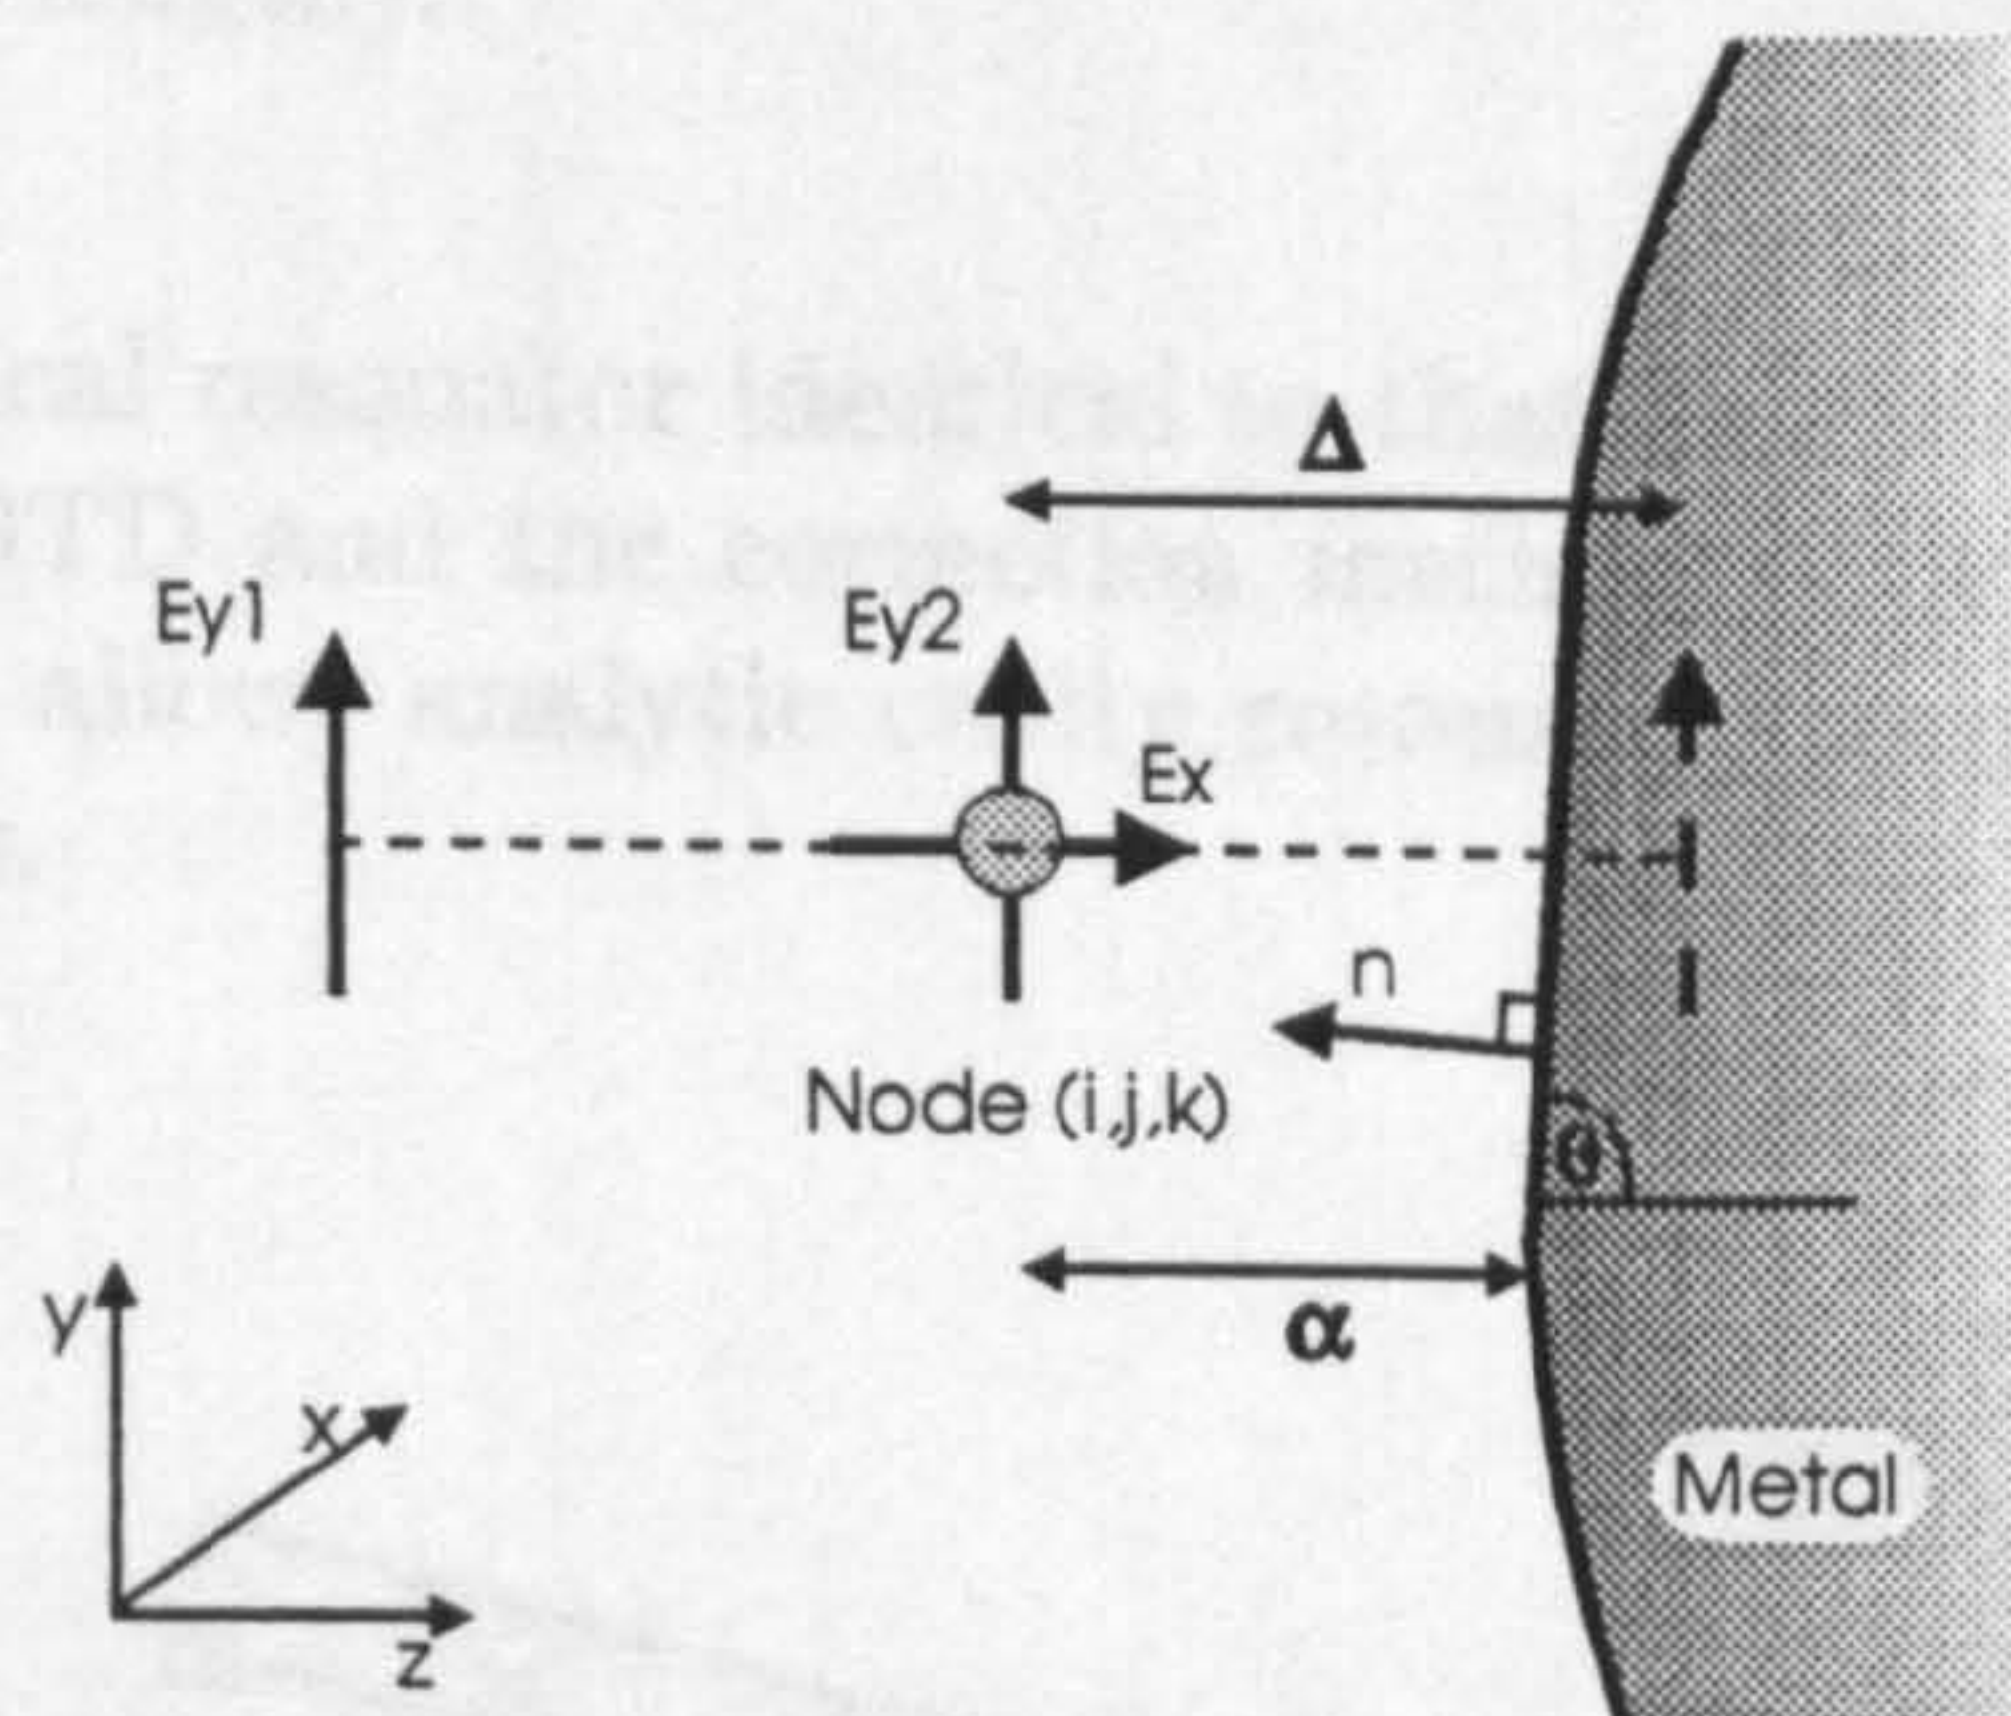 Δ
Ey1
Ey2
Ex
n
Node (i,j,k)
θ
α
y
x
z
Metal